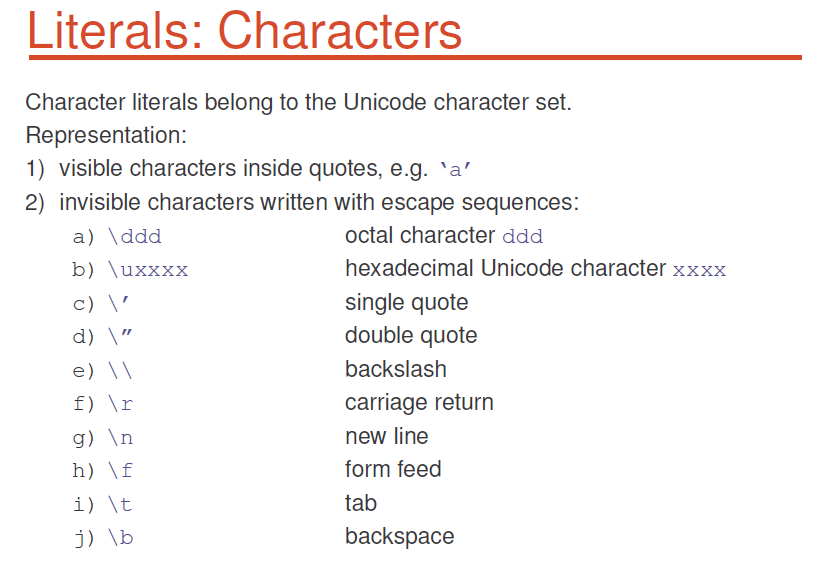 Literals: Characters
Character literals belong to the Unicode character set.
Representation:
1) visible characters inside quotes, e.g. ‵a′
2) invisible characters written with escape sequences:
a) \ddd octal character ddd
b) \uxxxx hexadecimal Unicode character xxxx
c) \′ single quote
d) \″ double quote
e) \\ backslash
f) \r carriage return
g) \n new line
h) \f form feed
i) \t tab
j) \b backspace